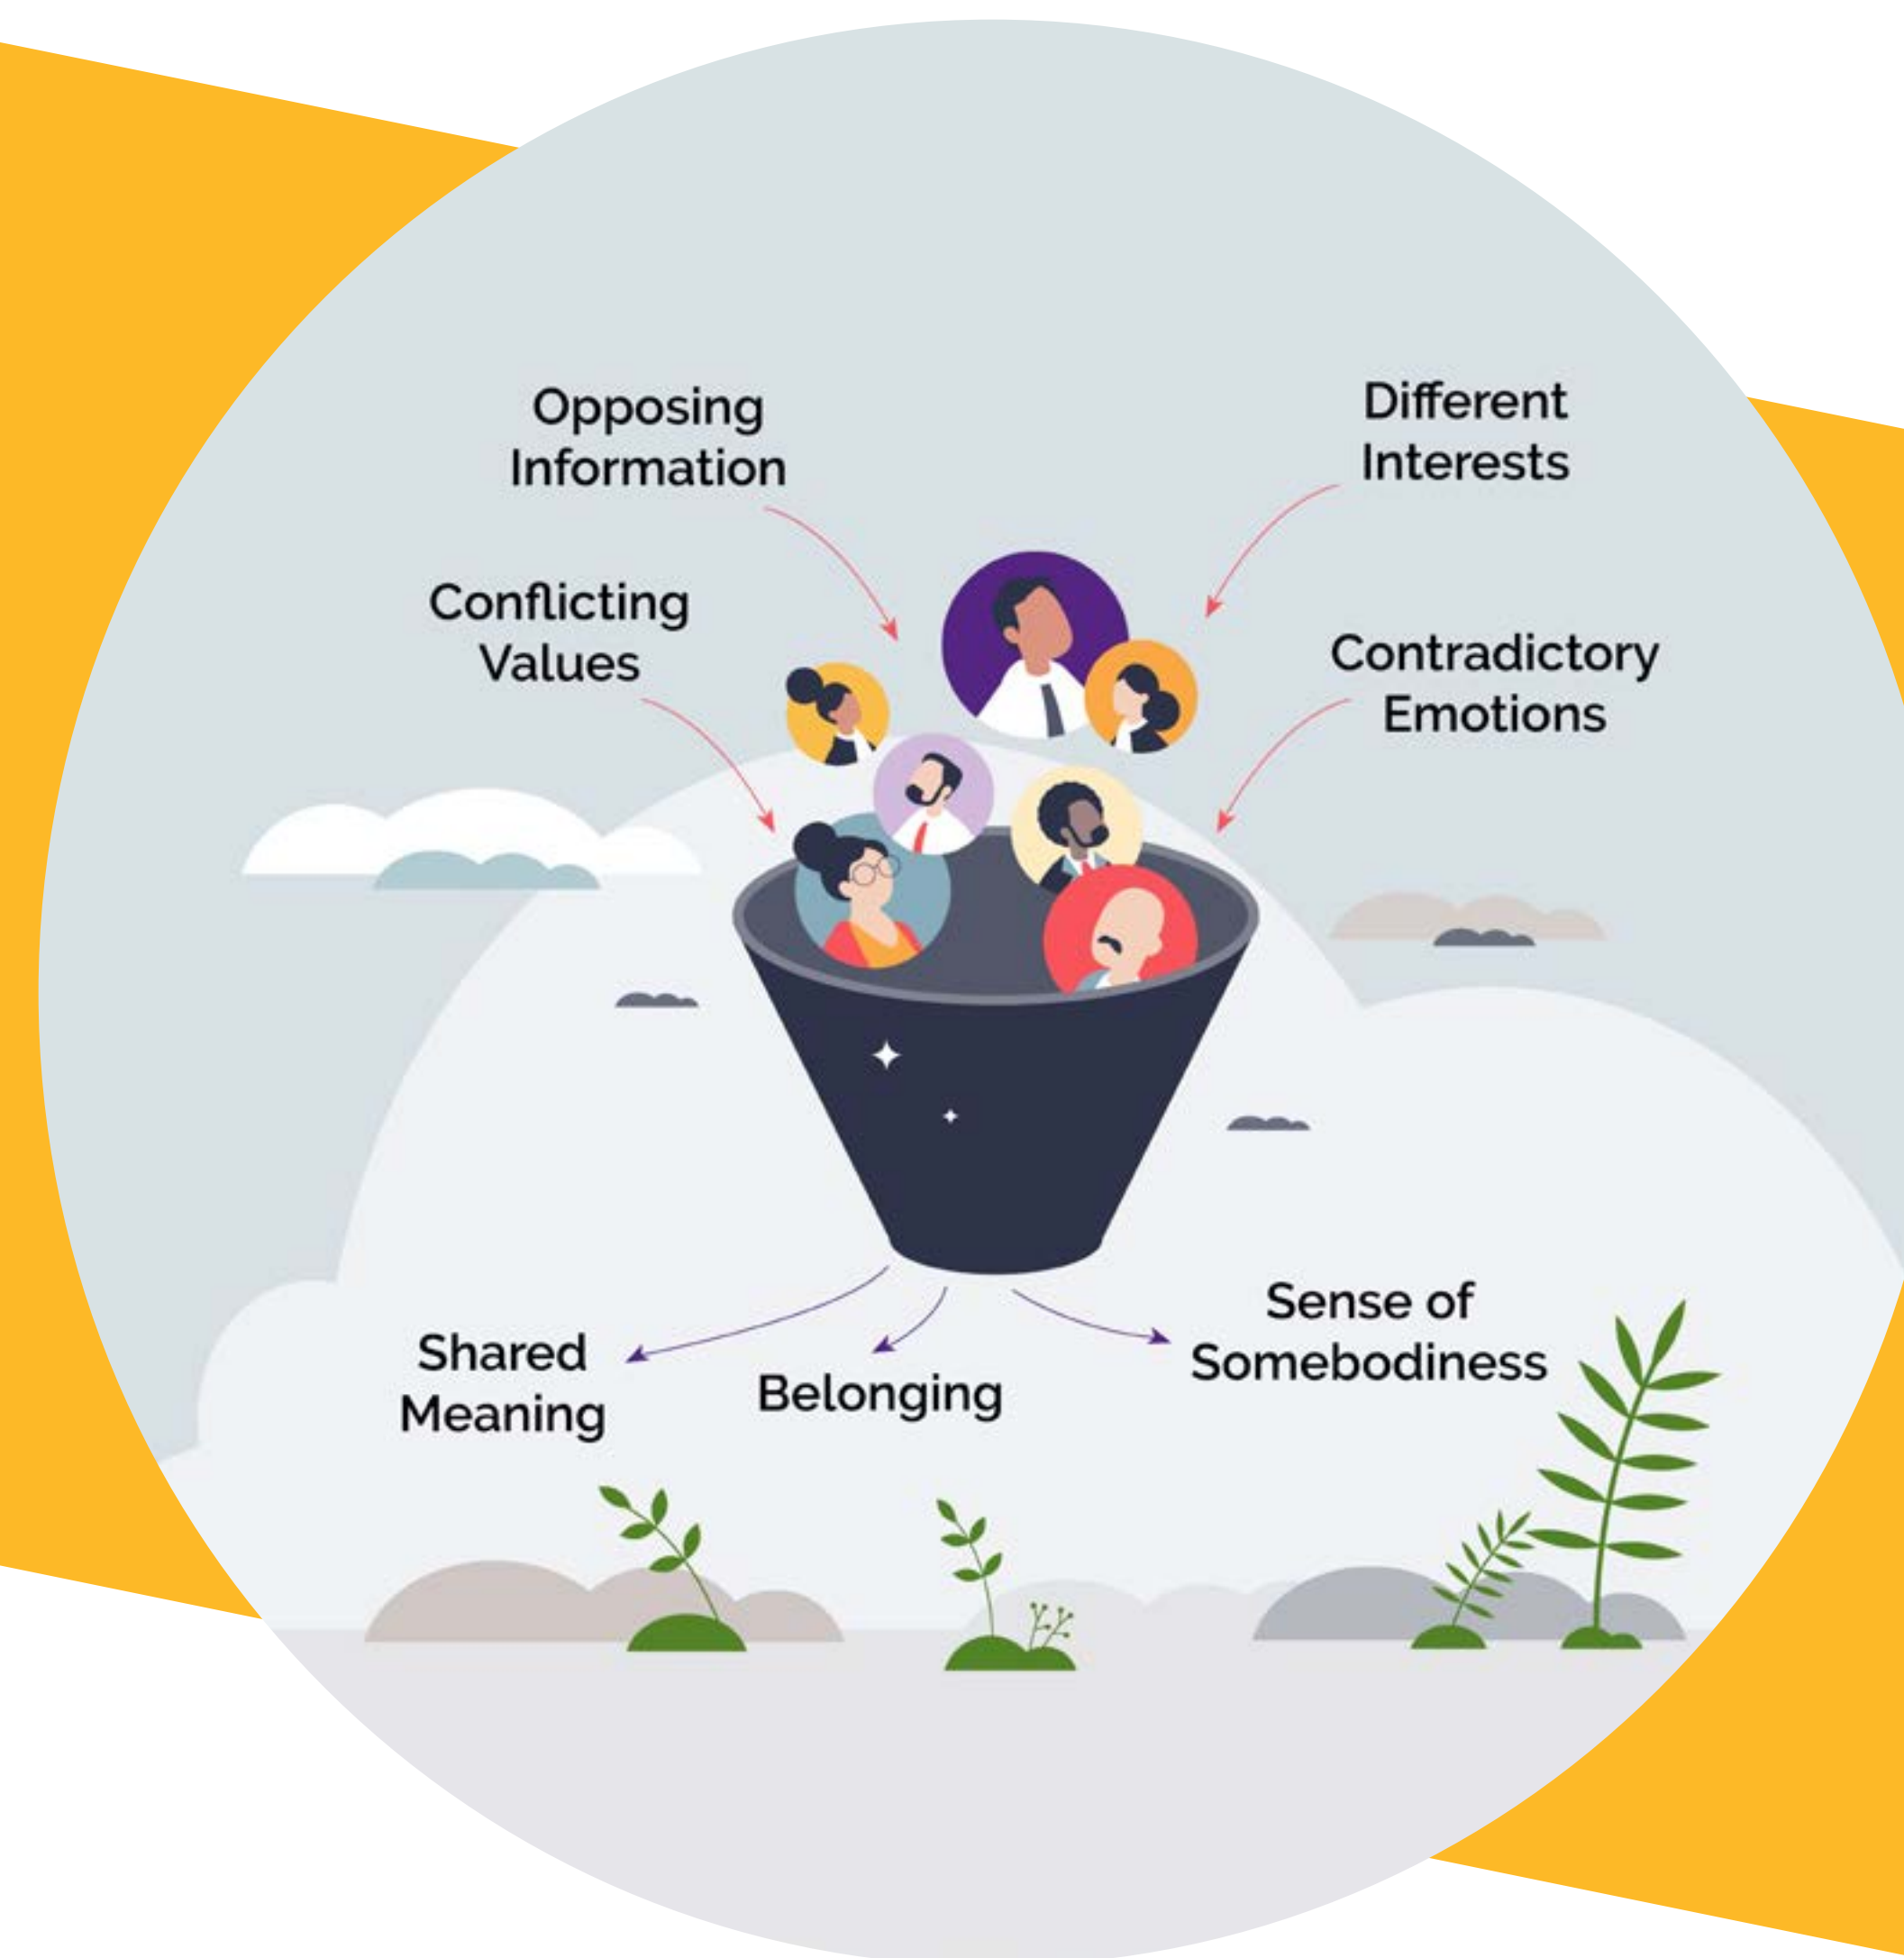 Opposing
Information
Different
Interests
Conflicting
Values
Contradictory
Emotions
Shared
Meaning
Belonging
Sense of
Somebodiness